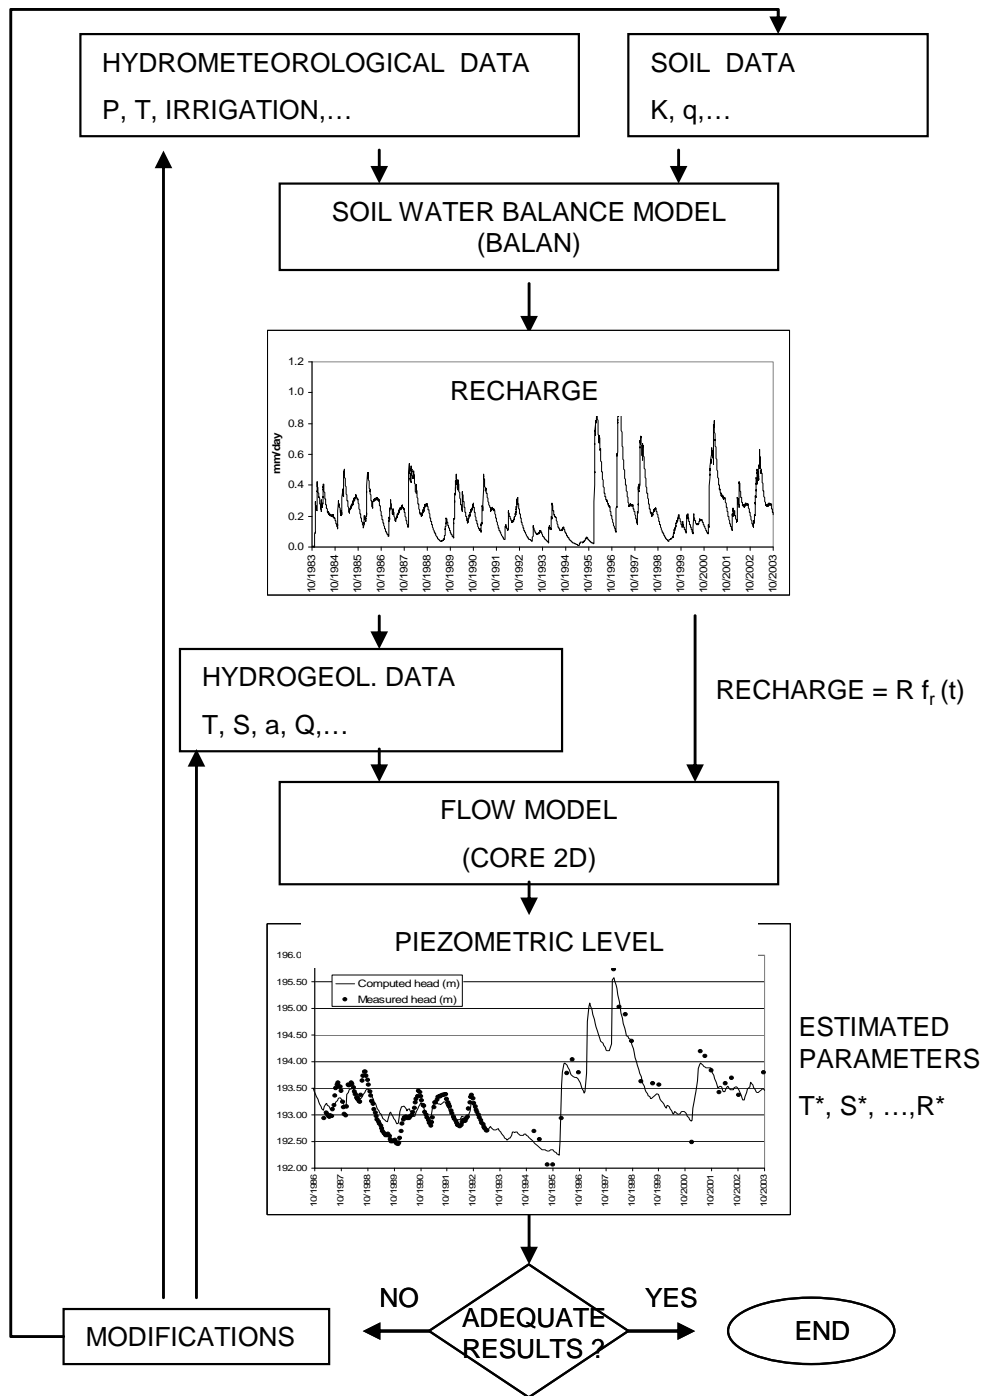 HYDROMETEOROLOGICAL DATA
P, T, IRRIGATION,…
SOIL DATA
K, q,…
SOIL WATER BALANCE MODEL
(BALAN)
RECHARGE
mm/day
1.2
1.0
0.8
0.6
0.4
0.2
0.0
10/1983
10/1984
10/1985
10/1986
10/1987
10/1988
10/1989
10/1990
10/1991
10/1992
10/1993
10/1994
10/1995
10/1996
10/1997
10/1998
10/1999
10/2000
10/2001
10/2002
10/2003
HYDROGEOL. DATA
T, S, a, Q,…
RECHARGE = R fr (t)
FLOW MODEL
(CORE 2D)
PIEZOMETRIC LEVEL
196.0
195.50
195.00
194.50
194.00
193.50
193.00
192.50
192.00
Computed head (m)
Measured head (m)
10/1986
10/1987
10/1988
10/1989
10/1990
10/1991
10/1992
10/1993
10/1994
10/1995
10/1996
10/1997
10/1998
10/1999
10/2000
10/2001
10/2002
10/2003
ESTIMATED
PARAMETERS
T*, S*, …,R*
NO
YES
ADEQUATE
RESULTS ?
MODIFICATIONS
END